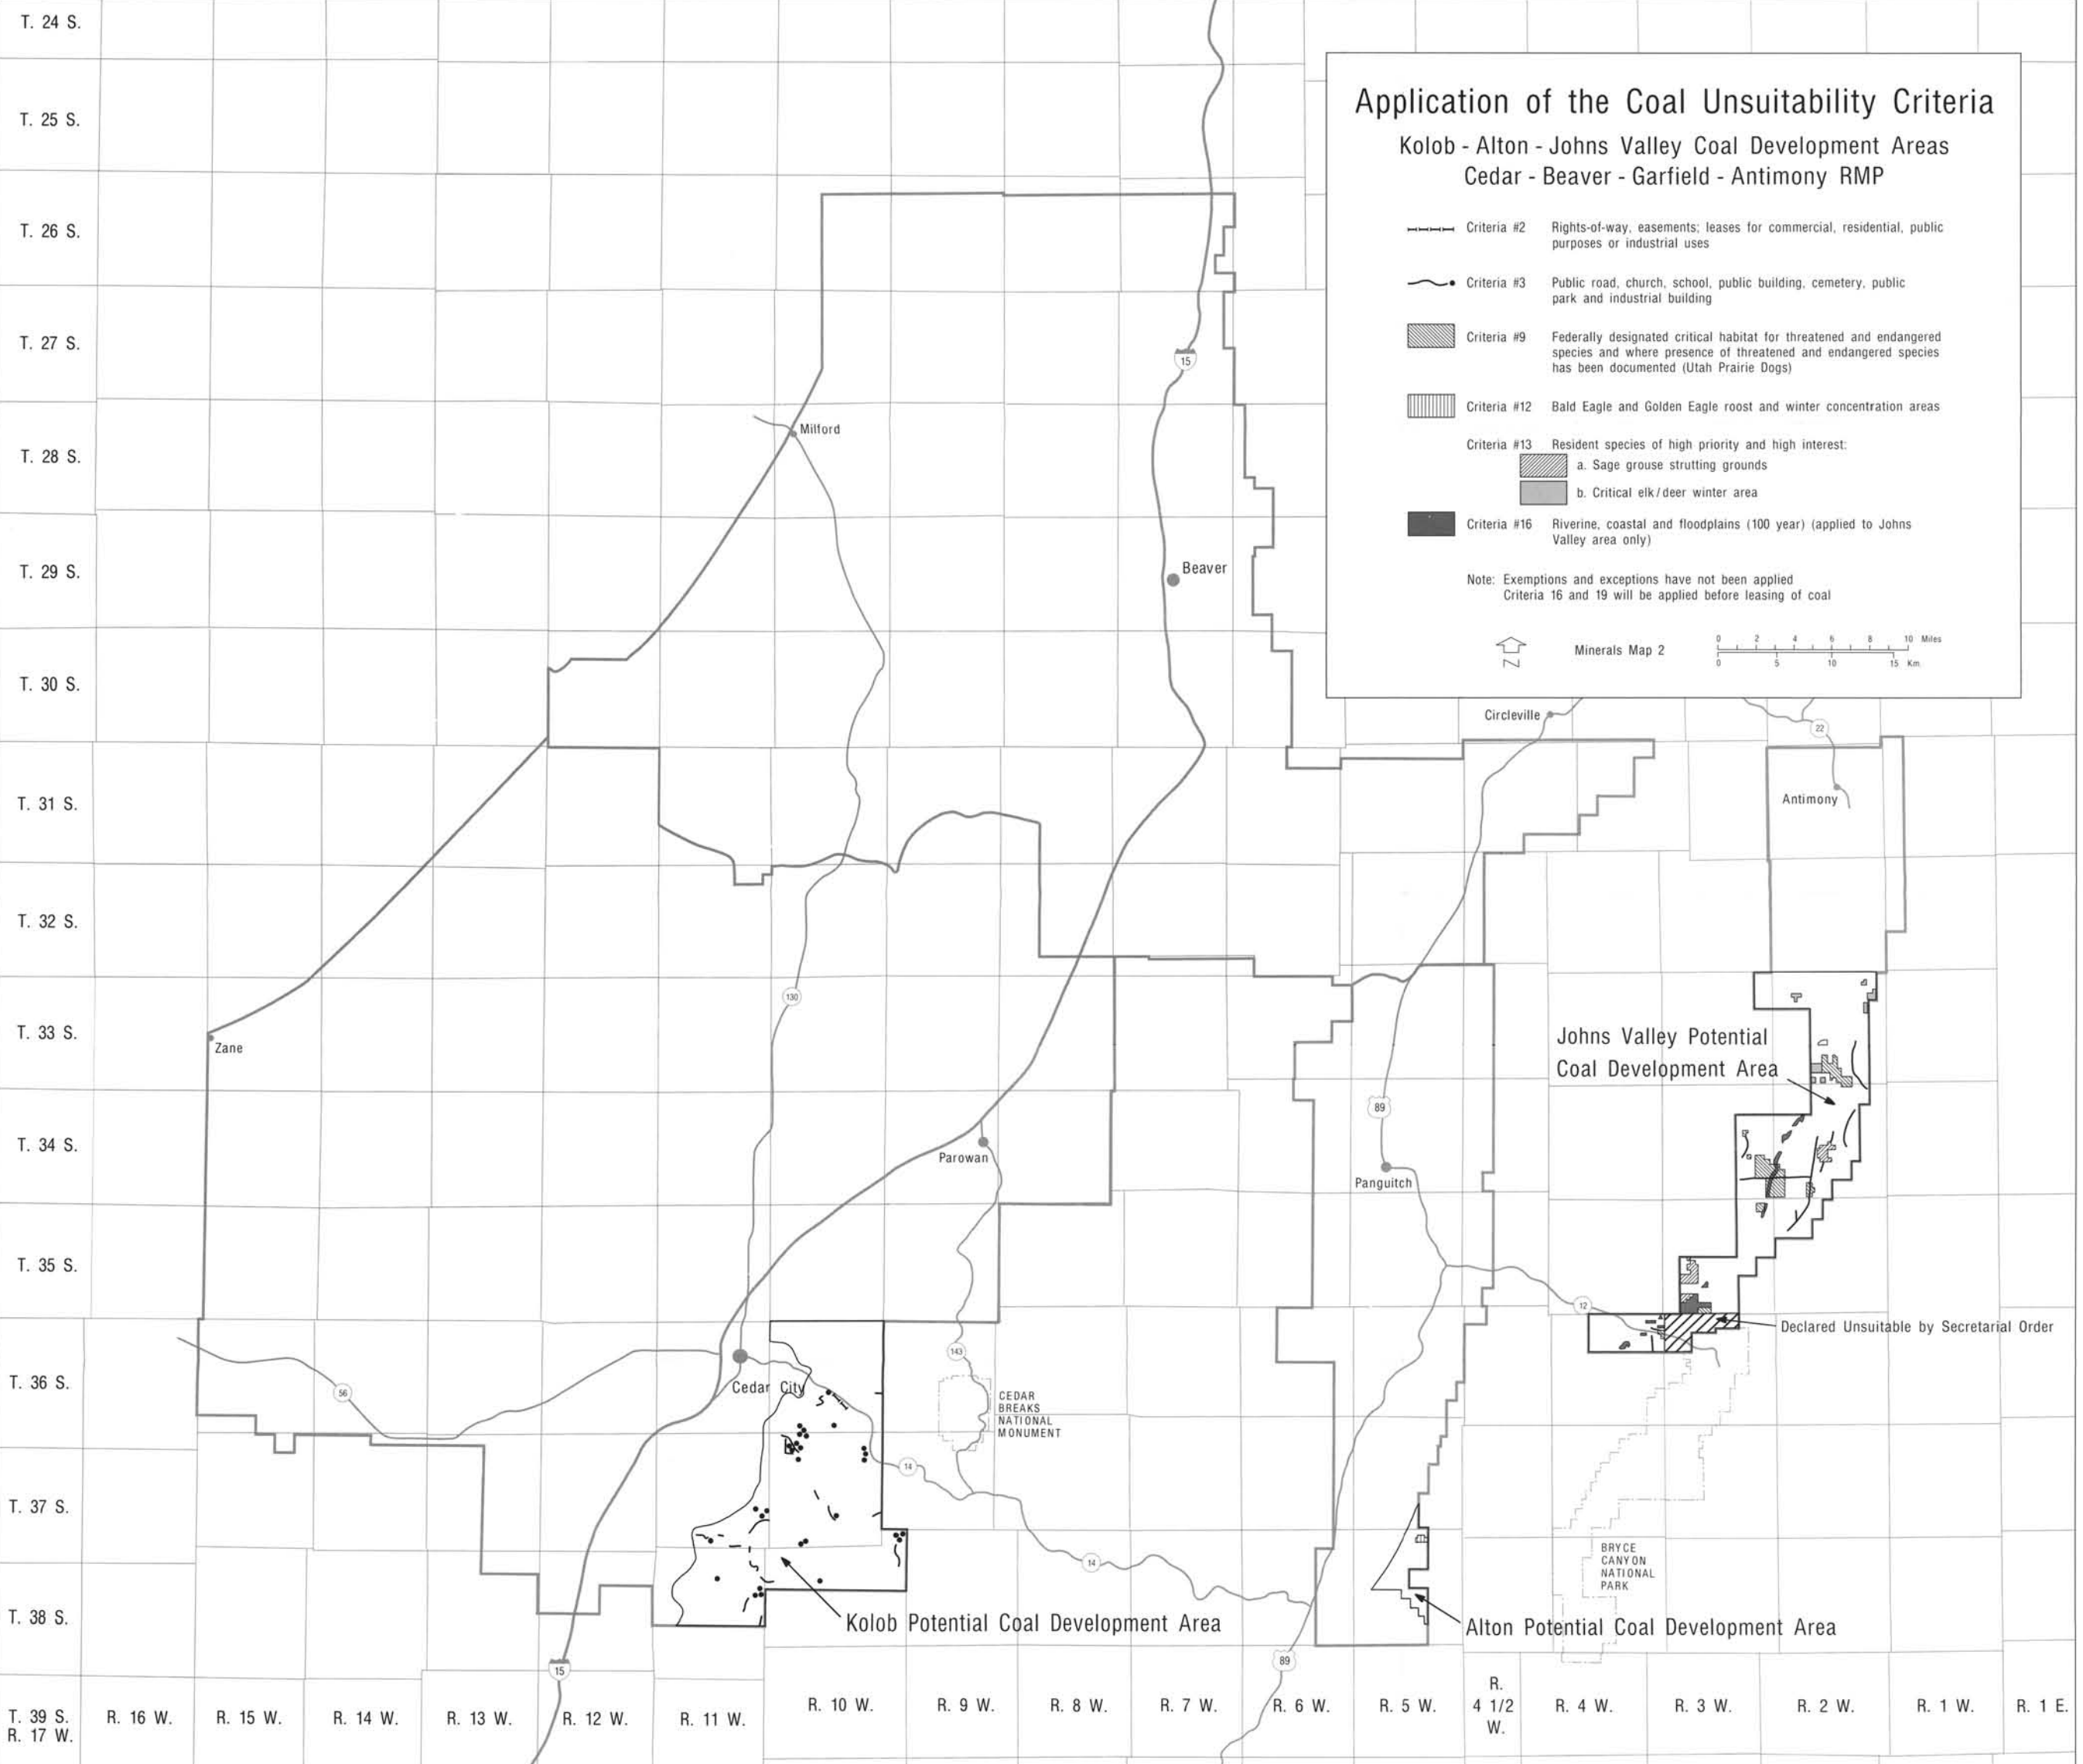 Application of the Coal Unsuitability Criteria
Kolob - Alton - Johns Valley Coal Development Areas
Cedar - Beaver - Garfield - Antimony RMP
Criteria #2 Rights-of-way, easements; leases for commercial, residential, public
purposes or industrial uses
Criteria #3 Public road, church, school, public building, cemetery, public
park and industrial building
Criteria #9 Federally designated critical habitat for threatened and endangered
species and where presence of threatened and endangered species
has been documented (Utah Prairie Dogs)
Criteria #12 Bald Eagle and Golden Eagle roost and winter concentration areas
Criteria #13 Resident species of high priority and high interest:
a. Sage grouse strutting grounds
b. Critical elk/deer winter area
Criteria #16 Riverine, coastal and floodplains (100 year) (applied to Johns
Valley area only)
Note: Exemptions and exceptions have not been applied
Criteria 16 and 19 will be applied before leasing of coal
N
Minerals Map 2
0 2 4 6 8 10 Miles
0 5 10 15 Km.
T. 24 S.
T. 25 S.
T. 26 S.
T. 27 S.
15
Milford
T. 28 S.
Beaver
T. 29 S.
T. 30 S.
Circleville
22
T. 31 S.
Antimony
T. 32 S.
130
T. 33 S.
Zane
Johns Valley Potential
Coal Development Area
89
T. 34 S.
Parowan
Panguitch
T. 35 S.
12
Declared Unsuitable by Secretarial Order
143
T. 36 S.
56
Cedar City
CEDAR
BREAKS
NATIONAL
MONUMENT
14
T. 37 S.
14
BRYCE
CANYON
NATIONAL
PARK
T. 38 S.
Kolob Potential Coal Development Area
Alton Potential Coal Development Area
15
89
T. 39 S.
R. 17 W.
R. 16 W.
R. 15 W.
R. 14 W.
R. 13 W.
R. 12 W.
R. 11 W.
R. 10 W.
R. 9 W.
R. 8 W.
R. 7 W.
R. 6 W.
R. 5 W.
R.
4 1/2
W.
R. 4 W.
R. 3 W.
R. 2 W.
R. 1 W.
R. 1 E.